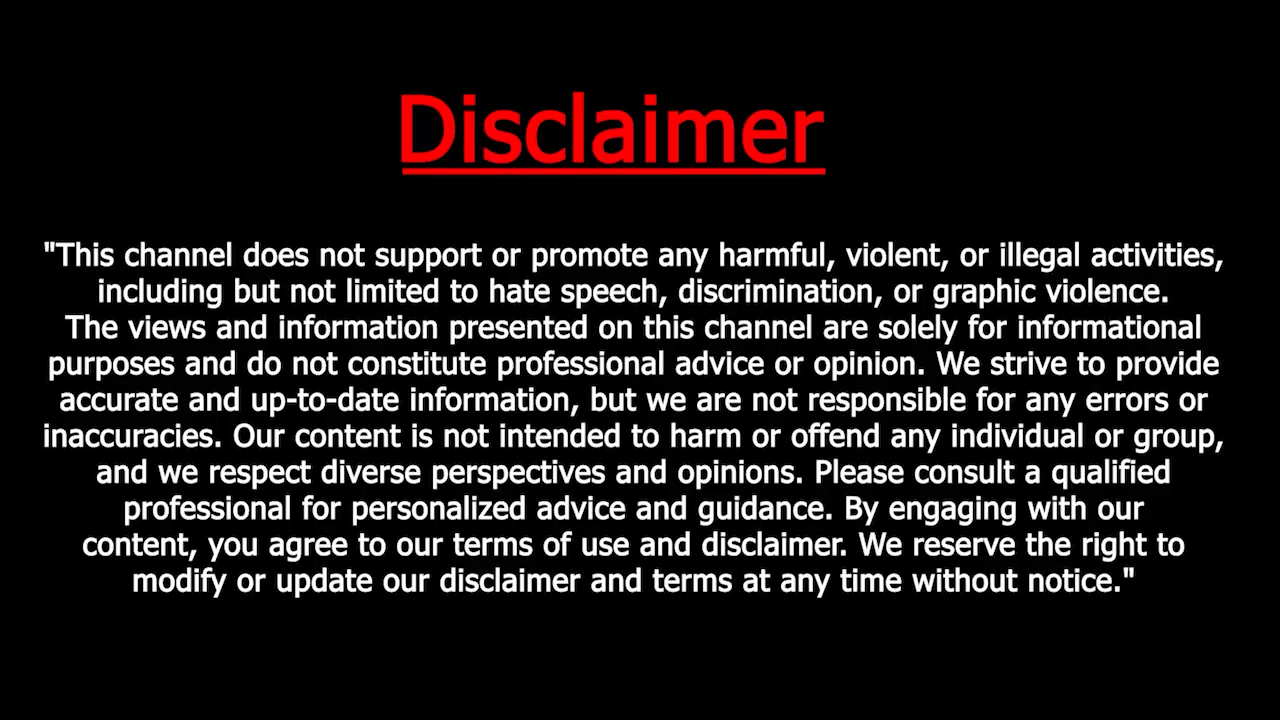 Disclaimer
"This channel does not support or promote any harmful, violent, or illegal activities,
including but not limited to hate speech, discrimination, or graphic violence.
The views and information presented on this channel are solely for informational
purposes and do not constitute professional advice or opinion. We strive to provide
accurate and up-to-date information, but we are not responsible for any errors or
inaccuracies. Our content is not intended to harm or offend any individual or group,
and we respect diverse perspectives and opinions. Please consult a qualified
professional for personalized advice and guidance. By engaging with our
content, you agree to our terms of use and disclaimer. We reserve the right to
modify or update our disclaimer and terms at any time without notice."